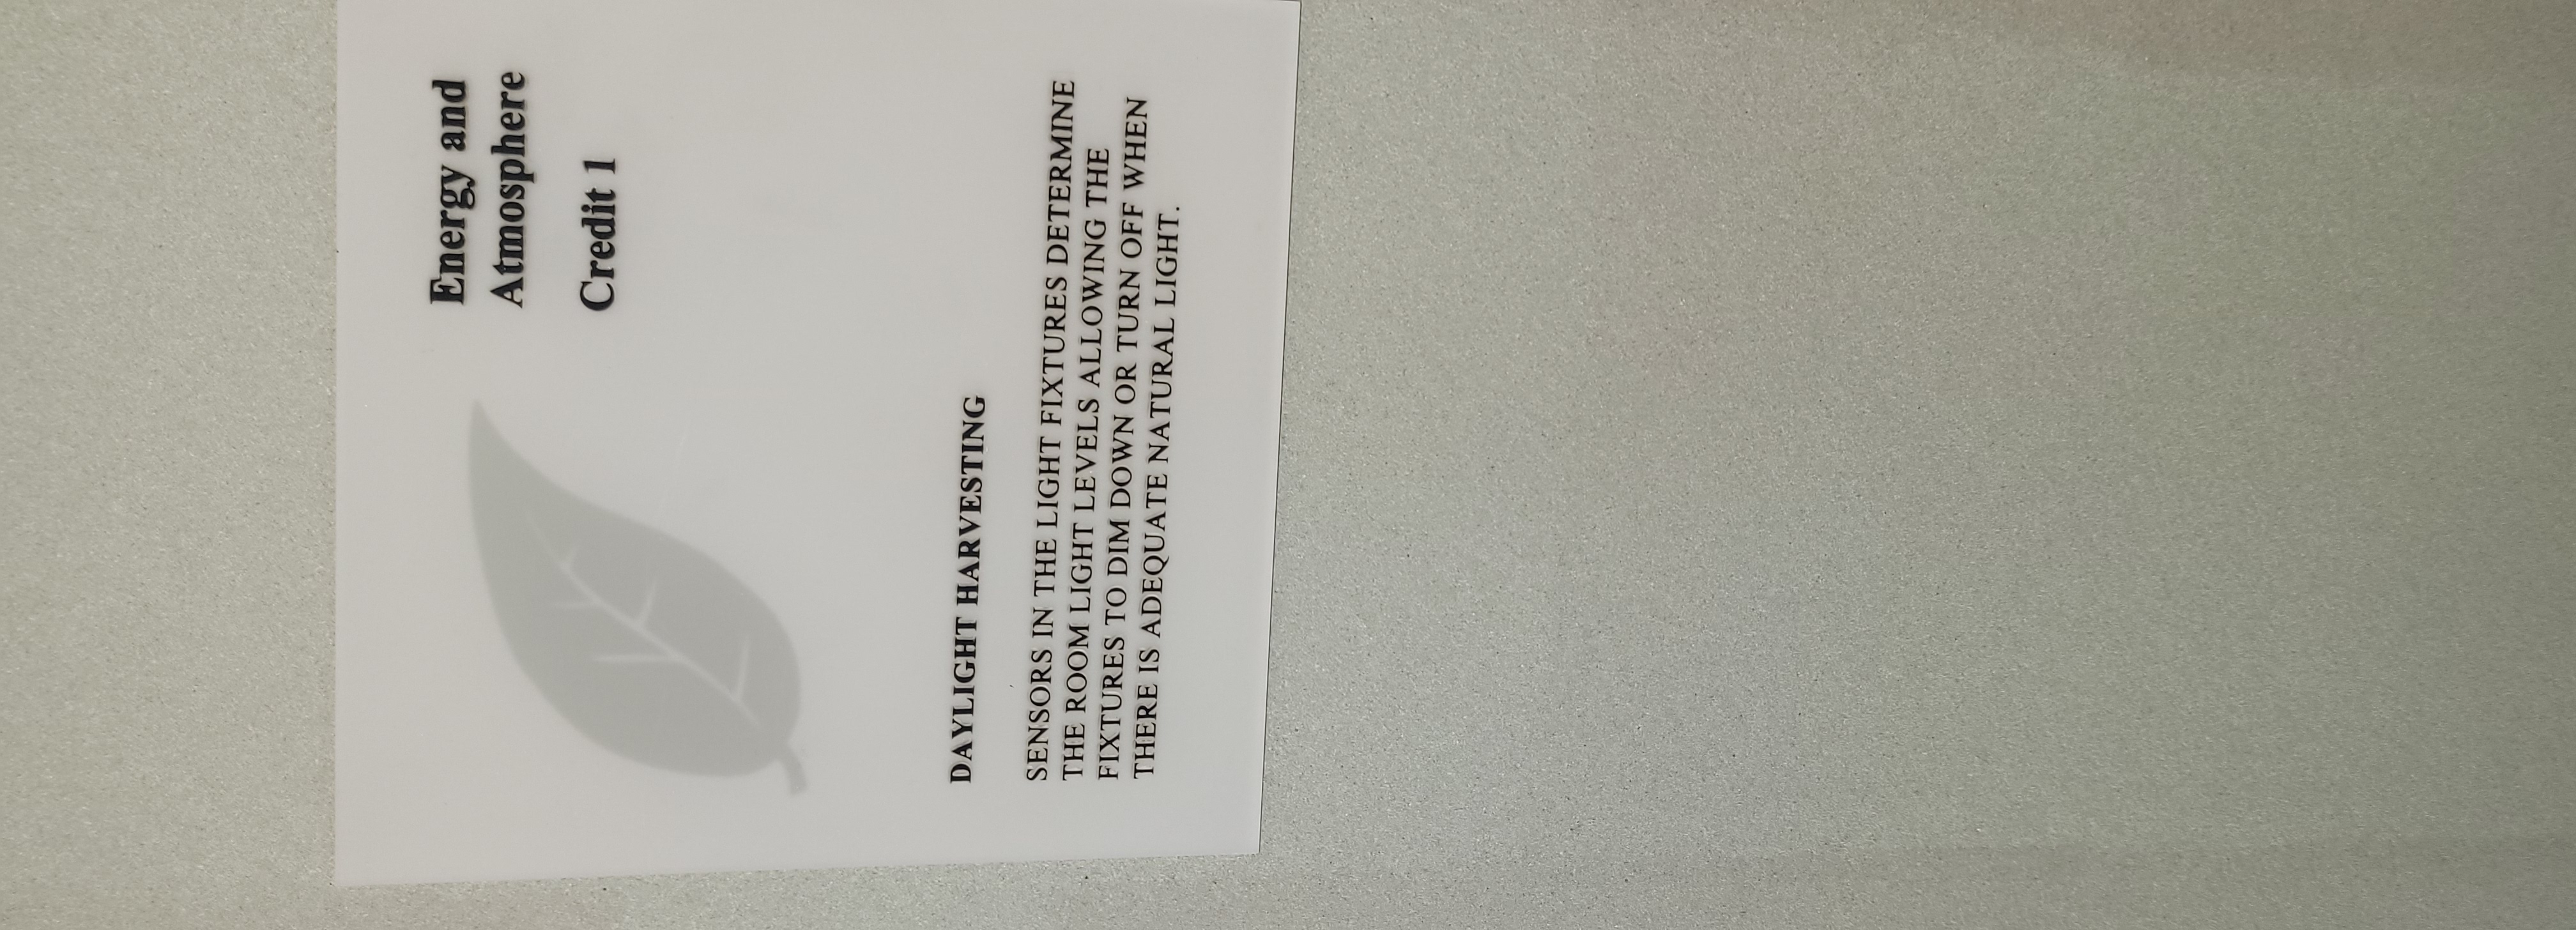 Energy and
Atmosphere
Credit 1
DAYLIGHT HARVESTING
SENSORS IN THE LIGHT FIXTURES DETERMINE
THE ROOM LIGHT LEVELS ALLOWING THE
FIXTURES TO DIM DOWN OR TURN OFF WHEN
THERE IS ADEQUATE NATURAL LIGHT.